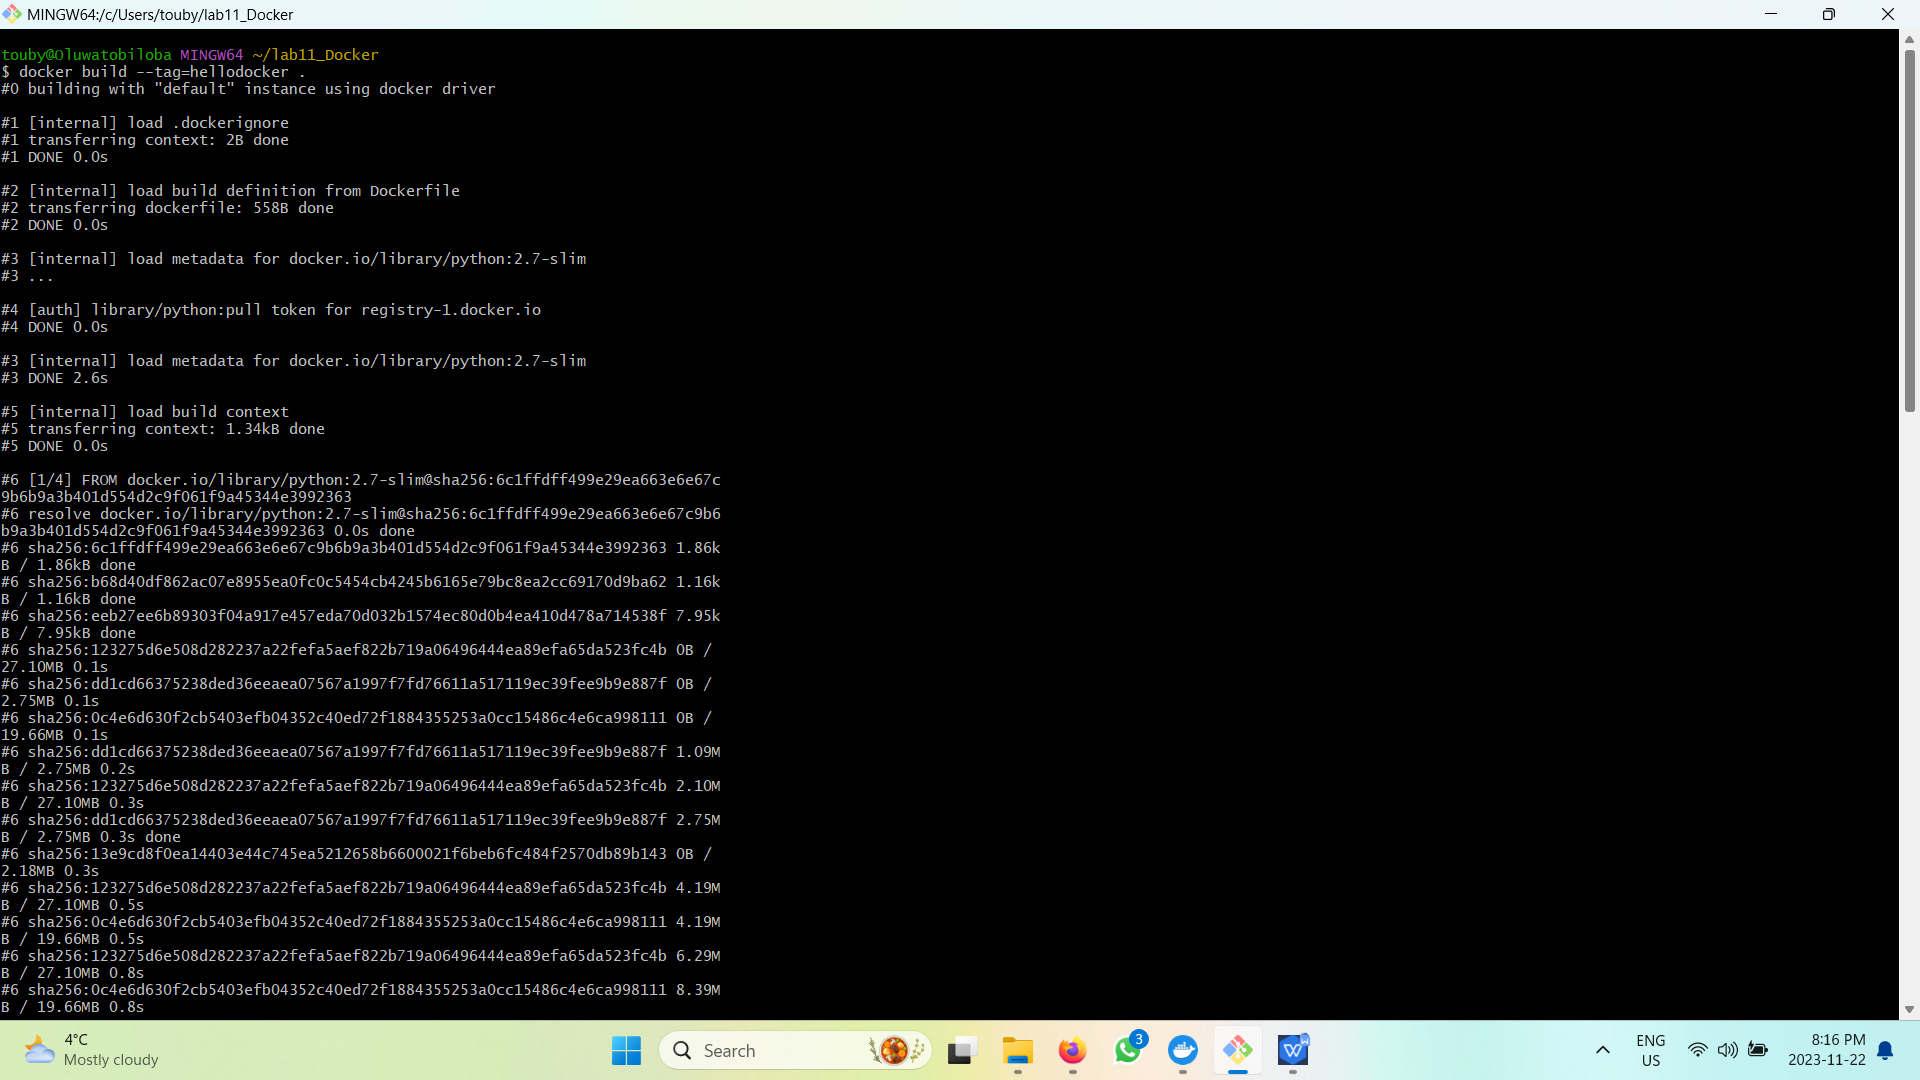 MINGW64:/c/Users/touby/lab11_Docker
touby@Oluwatobiloba MINGW64 ~/lab11_Docker
$ docker build --tag=hellodocker .
#0 building with "default" instance using docker driver
#1 [internal] load .dockerignore
#1 transferring context: 2B done
#1 DONE 0.0s
#2 [internal] load build definition from Dockerfile
#2 transferring dockerfile: 558B done
#2 DONE 0.0s
#3 [internal] load metadata for docker.io/library/python:2.7-slim
#3 ...
#4 [auth] library/python:pull token for registry-1.docker.io
#4 DONE 0.0s
#3 [internal] load metadata for docker.io/library/python:2.7-slim
#3 DONE 2.6s
#5 [internal] load build context
#5 transferring context: 1.34kB done
#5 DONE 0.0s
#6 [1/4] FROM docker.io/library/python:2.7-slim@sha256:6c1ffdff499e29ea663e6e67c
9b6b9a3b401d554d2c9f061f9a45344e3992363
#6 resolve docker.io/library/python:2.7-slim@sha256:6c1ffdff499e29ea663e6e67c9b6
b9a3b401d554d2c9f061f9a45344e3992363 0.0s done
#6 sha256:6c1ffdff499e29ea663e6e67c9b6b9a3b401d554d2c9f061f9a45344e3992363 1.86k
B / 1.86kB done
#6 sha256:b68d40df862ac07e8955ea0fc0c5454cb4245b6165e79bc8ea2cc69170d9ba62 1.16k
B / 1.16kB done
#6 sha256:eeb27ee6b89303f04a917e457eda70d032b1574ec80d0b4ea410d478a714538f 7.95k
B / 7.95kB done
#6 sha256:123275d6e508d282237a22fefa5aef822b719a06496444ea89efa65da523fc4b 0B /
27.10MB 0.1s
#6 sha256:dd1cd66375238ded36eeaea07567a1997f7fd76611a517119ec39fee9b9e887f 0B /
2.75MB 0.1s
#6 sha256:0c4e6d630f2cb5403efb04352c40ed72f1884355253a0cc15486c4e6ca998111 0B /
19.66MB 0.1s
#6 sha256:dd1cd66375238ded36eeaea07567a1997f7fd76611a517119ec39fee9b9e887f 1.09M
B / 2.75MB 0.2s
#6 sha256:123275d6e508d282237a22fefa5aef822b719a06496444ea89efa65da523fc4b 2.10M
B / 27.10MB 0.3s
#6 sha256:dd1cd66375238ded36eeaea07567a1997f7fd76611a517119ec39fee9b9e887f 2.75M
B / 2.75MB 0.3s done
#6 sha256:13e9cd8f0ea14403e44c745ea5212658b6600021f6beb6fc484f2570db89b143 0B /
2.18MB 0.3s
#6 sha256:123275d6e508d282237a22fefa5aef822b719a06496444ea89efa65da523fc4b 4.19M
B / 27.10MB 0.5s
#6 sha256:0c4e6d630f2cb5403efb04352c40ed72f1884355253a0cc15486c4e6ca998111 4.19M
B / 19.66MB 0.5s
#6 sha256:123275d6e508d282237a22fefa5aef822b719a06496444ea89efa65da523fc4b 6.29M
B / 27.10MB 0.8s
#6 sha256:0c4e6d630f2cb5403efb04352c40ed72f1884355253a0cc15486c4e6ca998111 8.39M
B / 19.66MB 0.8s
4°C
Mostly cloudy
Search
3
W
ENG
US
8:16 PM
2023-11-22